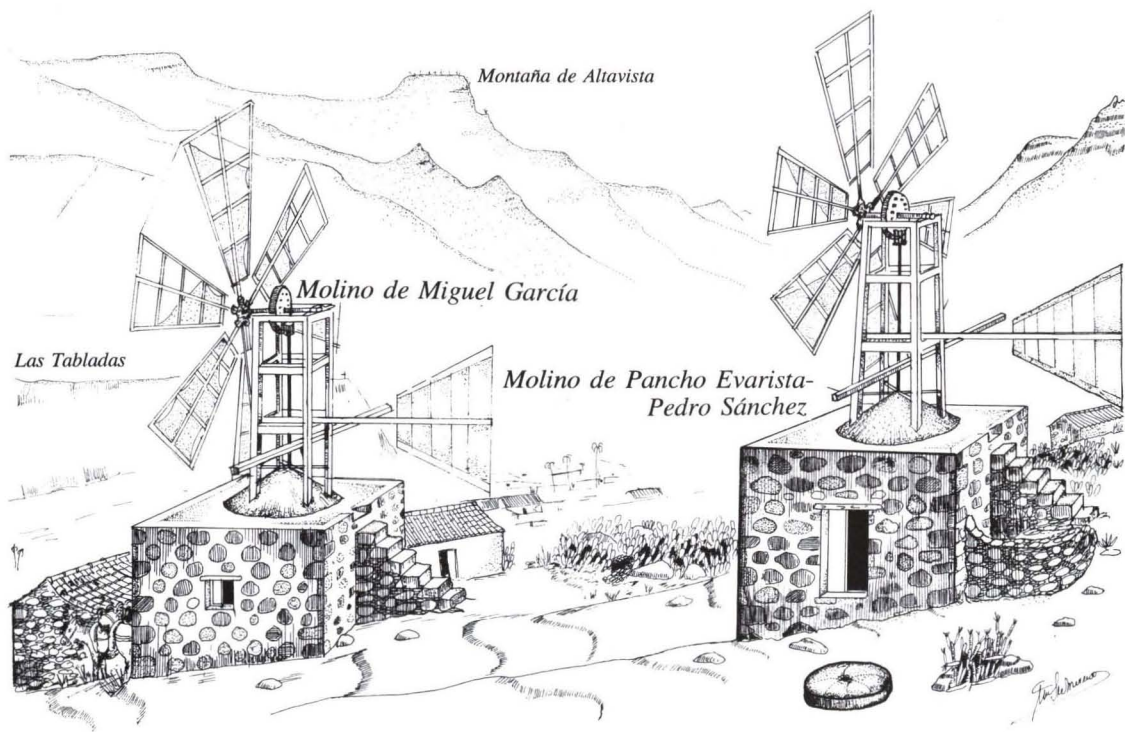 Montaña de Altavista
Molino de Miguel García
Las Tabladas
Molino de Pancho Evarista-
Pedro Sánchez